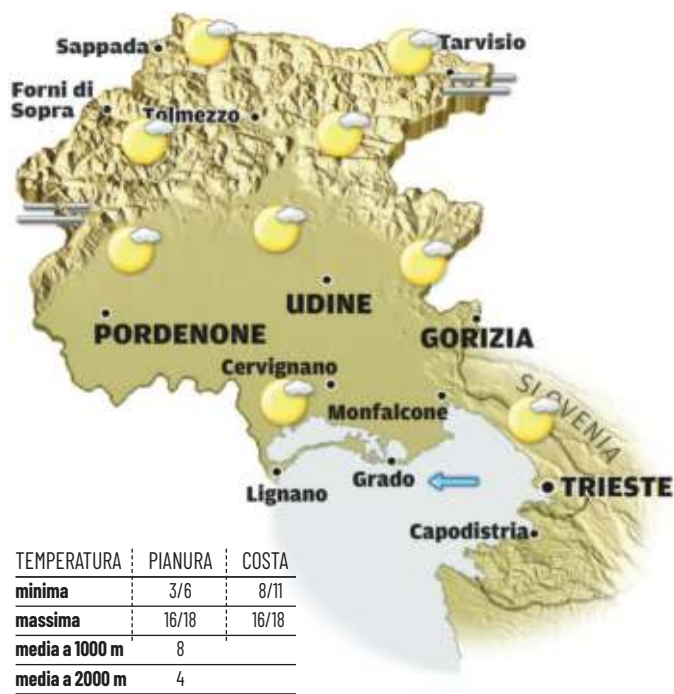 Sappada
Tarvisio
Forni di
Sopra
Tolmezzo
UDINE
PORDENONE
GORIZIA
Cervignano
SLOVENIA
Monfalcone
Grado
Lignano
TRIESTE
Capodistria
TEMPERATURA PIANURA COSTA
minima 3/6 8/11
massima 16/18 16/18
media a 1000 m 8
media a 2000 m 4